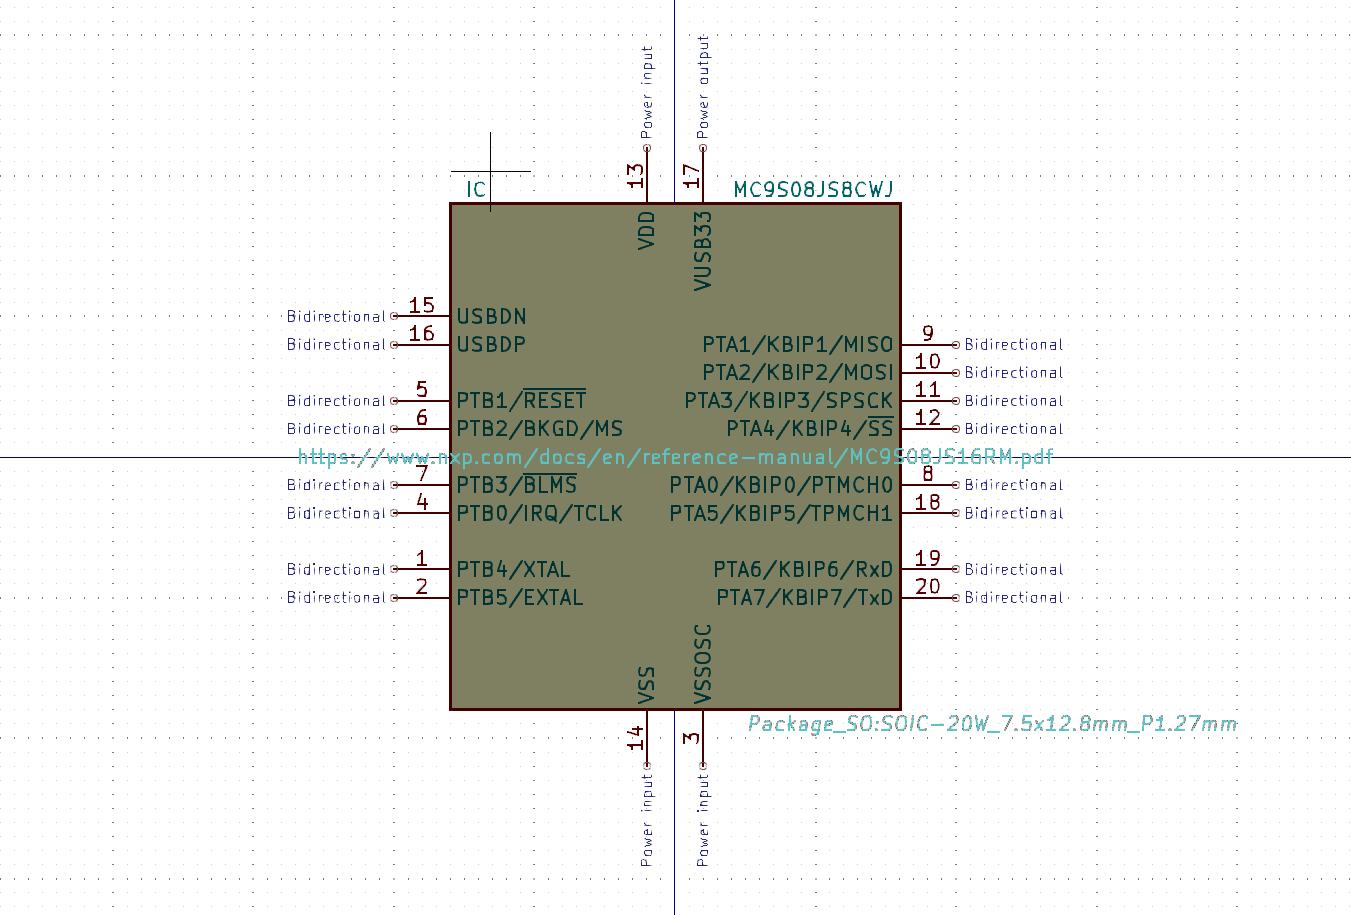 Power input
Power output
13
17
IC
MC9S08JS8CWJ
VDD
VUSB33
Bidirectional 15 USBDN
Bidirectional 16 USBDP
PTA1/KBIP1/MISO 9 Bidirectional
PTA2/KBIP2/MOSI 10 Bidirectional
Bidirectional 5 PTB1/RESET
PTA3/KBIP3/SPSCK 11 Bidirectional
Bidirectional 6 PTB2/BKGD/MS
PTA4/KBIP4/SS 12 Bidirectional
https://www.nxp.com/docs/en/reference-manual/MC9S08JS16RM.pdf
Bidirectional 7 PTB3/BLMS
PTA0/KBIP0/PTMCH0 8 Bidirectional
Bidirectional 4 PTB0/IRQ/TCLK
PTA5/KBIP5/TPMCH1 18 Bidirectional
Bidirectional 1 PTB4/XTAL
PTA6/KBIP6/RxD 19 Bidirectional
Bidirectional 2 PTB5/EXTAL
PTA7/KBIP7/TxD 20 Bidirectional
VSS
VSSOSC
Package_SO:SOIC-20W_7.5x12.8mm_P1.27mm
14
3
Power input
Power input